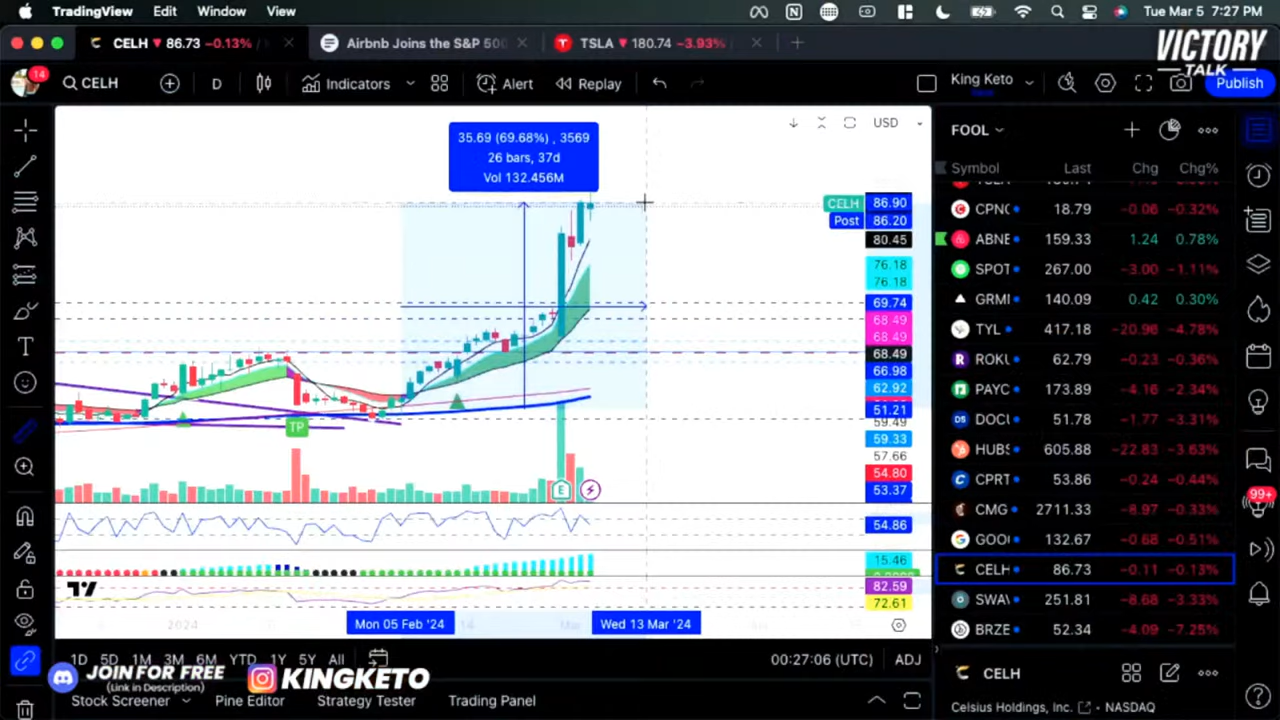 TradingView Edit Window View Tue Mar 5 7:27 PM
CELH 86.73 −0.13% Airbnb Joins the S&P 500 TSLA 180.74 −3.93%
VICTORY
TALK
14
CELH D Indicators Alert Replay King Keto Publish
35.69 (69.68%) , 3569
26 bars, 37d
Vol 132.456M
USD
CELH 86.90
Post 86.20
80.45
76.18
76.18
69.74
68.49
68.49
68.49
66.98
62.92
51.21
59.49
59.33
57.66
54.80
53.37
TP
E
54.86
15.46
82.59
72.61
2024
Mon 05 Feb '24
14
Wed 13 Mar '24
FOOL
Symbol Last Chg Chg%
CPNG 18.79 −0.06 −0.32%
ABNB 159.33 1.24 0.78%
SPOT 267.00 −3.00 −1.11%
GRMI 140.09 0.42 0.30%
TYL 417.18 −20.96 −4.78%
ROKU 62.79 −0.23 −0.36%
PAYC 173.89 −4.16 −2.34%
DOCU 51.78 −1.77 −3.31%
HUBS 605.88 −22.83 −3.63%
CPRT 53.86 −0.24 −0.44%
CMG 2711.33 −8.97 −0.33%
GOO 132.67 −0.68 −0.51%
CELH 86.73 −0.11 −0.13%
SWAV 251.81 −8.68 −3.33%
BRZE 52.34 −4.09 −7.25%
99+
1D 5D 1M 3M 6M YTD 1Y 5Y All 00:27:06 (UTC) ADJ
JOIN FOR FREE
(Link in Description)
KINGKETO
Stock Screener Pine Editor Strategy Tester Trading Panel
CELH
Celsius Holdings, Inc. • NASDAQ